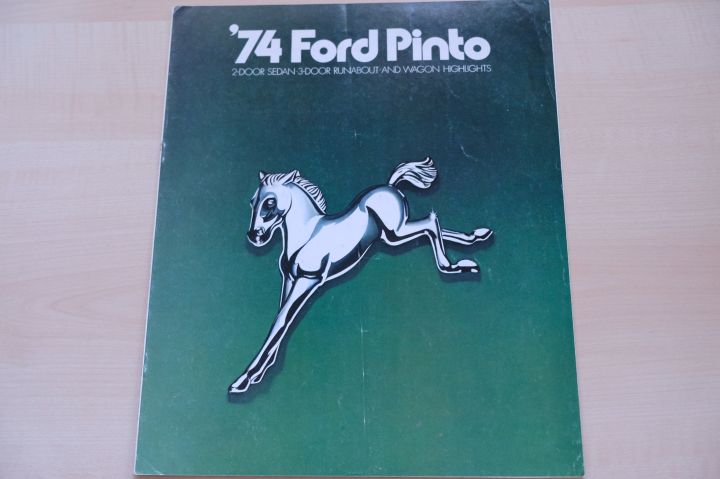 '74 Ford Pinto
2-DOOR SEDAN·3-DOOR RUNABOUT·AND WAGON HIGHLIGHTS